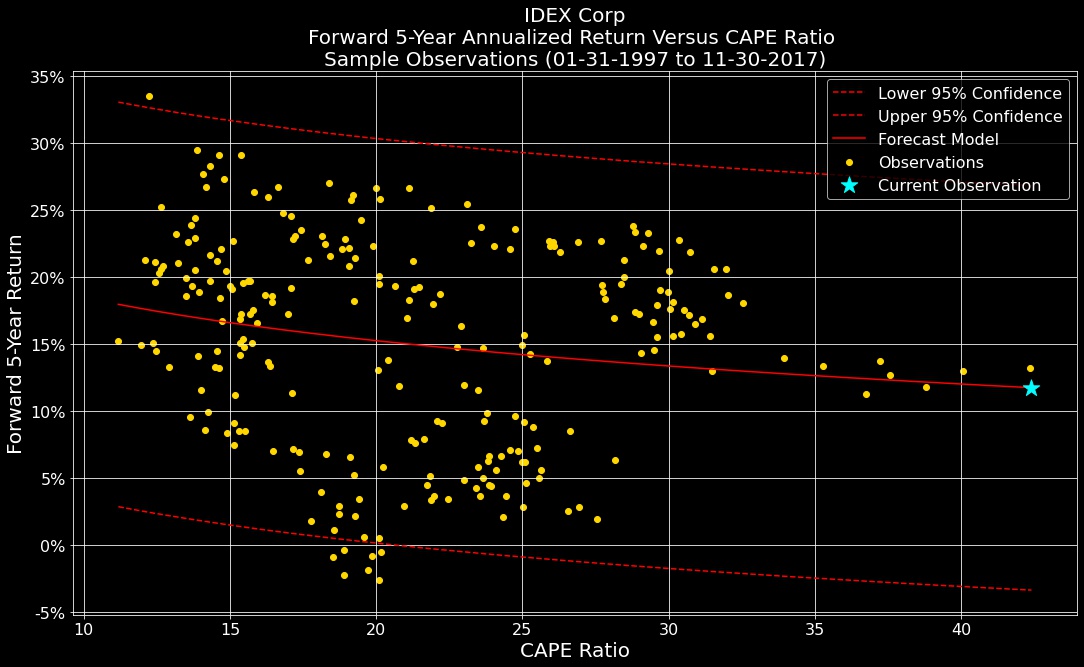 IDEX Corp
Forward 5-Year Annualized Return Versus CAPE Ratio
Sample Observations (01-31-1997 to 11-30-2017)
Lower 95% Confidence
Upper 95% Confidence
Forecast Model
Observations
Current Observation
Forward 5-Year Return
35%
30%
25%
20%
15%
10%
5%
0%
-5%
10 15 20 25 30 35 40
CAPE Ratio